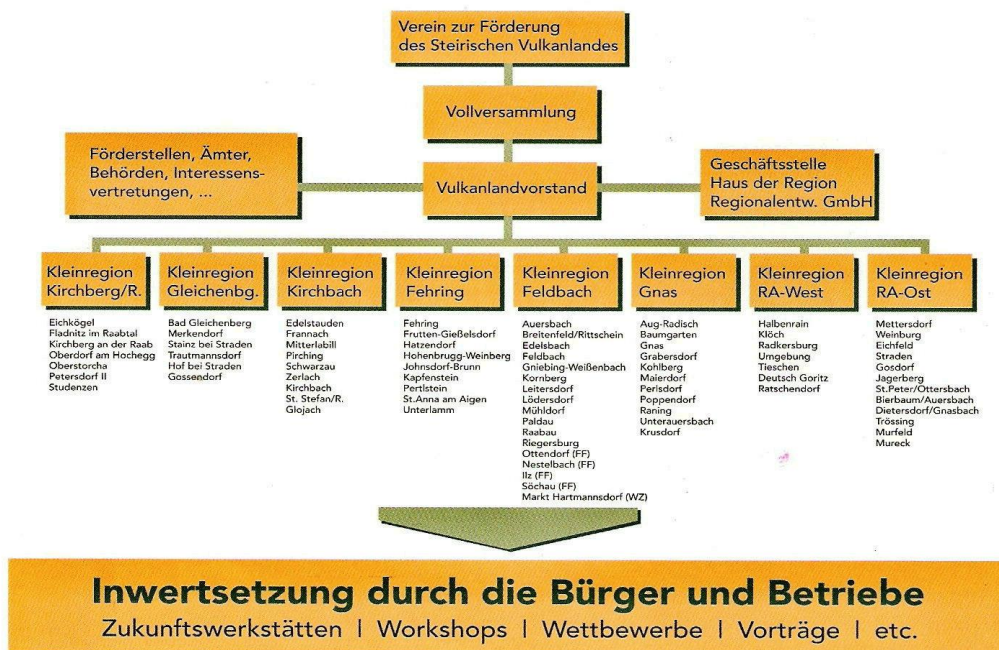 Verein zur Förderung
des Steirischen Vulkanlandes
Vollversammlung
Förderstellen, Ämter,
Behörden, Interessens-
vertretungen, ...
Vulkanlandvorstand
Geschäftsstelle
Haus der Region
Regionalentw. GmbH
Kleinregion
Kirchberg/R.
Kleinregion
Gleichenbg.
Kleinregion
Kirchbach
Kleinregion
Fehring
Kleinregion
Feldbach
Kleinregion
Gnas
Kleinregion
RA-West
Kleinregion
RA-Ost
Eichkögel
Fladnitz im Raabtal
Kirchberg an der Raab
Oberdorf am Hochegg
Oberstorcha
Petersdorf II
Studenzen
Bad Gleichenberg
Merkendorf
Stainz bei Straden
Trautmannsdorf
Hof bei Straden
Gossendorf
Edelstauden
Frannach
Mitterlabill
Pirching
Schwarzau
Zerlach
Kirchbach
St. Stefan/R.
Glojach
Fehring
Frutten-Gießelsdorf
Hatzendorf
Hohenbrugg-Weinberg
Johnsdorf-Brunn
Kapfenstein
Pertlstein
St.Anna am Aigen
Unterlamm
Auersbach
Breitenfeld/Rittschein
Edelsbach
Feldbach
Gniebing-Weißenbach
Kornberg
Leitersdorf
Lödersdorf
Mühldorf
Paldau
Raabau
Riegersburg
Ottendorf (FF)
Nestelbach (FF)
Ilz (FF)
Söchau (FF)
Markt Hartmannsdorf (WZ)
Aug-Radisch
Baumgarten
Gnas
Grabersdorf
Kohlberg
Maierdorf
Perlsdorf
Poppendorf
Raning
Unterauersbach
Krusdorf
Halbenrain
Klöch
Radkersburg
Umgebung
Tieschen
Deutsch Goritz
Ratschendorf
Mettersdorf
Weinburg
Eichfeld
Straden
Gosdorf
Jagerberg
St.Peter/Ottersbach
Bierbaum/Auersbach
Dietersdorf/Gnasbach
Trössing
Murfeld
Mureck
Inwertsetzung durch die Bürger und Betriebe
Zukunftswerkstätten | Workshops | Wettbewerbe | Vorträge | etc.